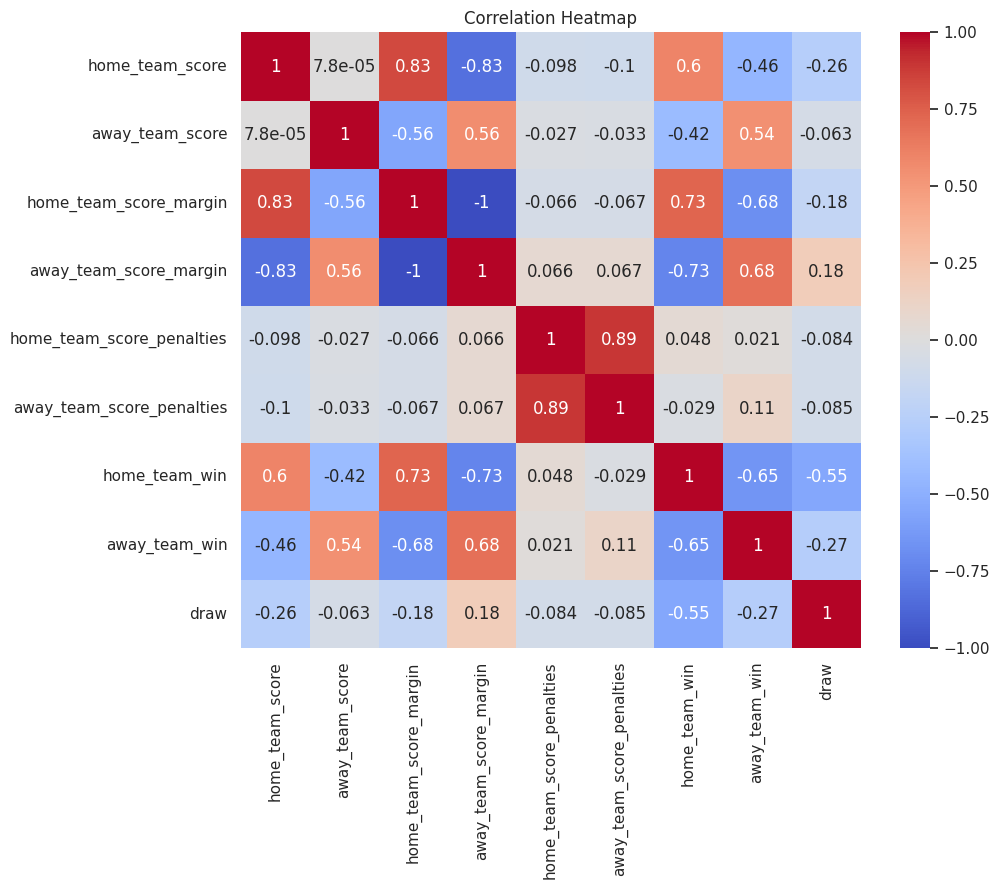 Correlation Heatmap
home_team_score 1 7.8e-05 0.83 -0.83 -0.098 -0.1 0.6 -0.46 -0.26
away_team_score 7.8e-05 1 -0.56 0.56 -0.027 -0.033 -0.42 0.54 -0.063
home_team_score_margin 0.83 -0.56 1 -1 -0.066 -0.067 0.73 -0.68 -0.18
away_team_score_margin -0.83 0.56 -1 1 0.066 0.067 -0.73 0.68 0.18
home_team_score_penalties -0.098 -0.027 -0.066 0.066 1 0.89 0.048 0.021 -0.084
away_team_score_penalties -0.1 -0.033 -0.067 0.067 0.89 1 -0.029 0.11 -0.085
home_team_win 0.6 -0.42 0.73 -0.73 0.048 -0.029 1 -0.65 -0.55
away_team_win -0.46 0.54 -0.68 0.68 0.021 0.11 -0.65 1 -0.27
draw -0.26 -0.063 -0.18 0.18 -0.084 -0.085 -0.55 -0.27 1
home_team_score
away_team_score
home_team_score_margin
away_team_score_margin
home_team_score_penalties
away_team_score_penalties
home_team_win
away_team_win
draw
1.00
0.75
0.50
0.25
0.00
−0.25
−0.50
−0.75
−1.00